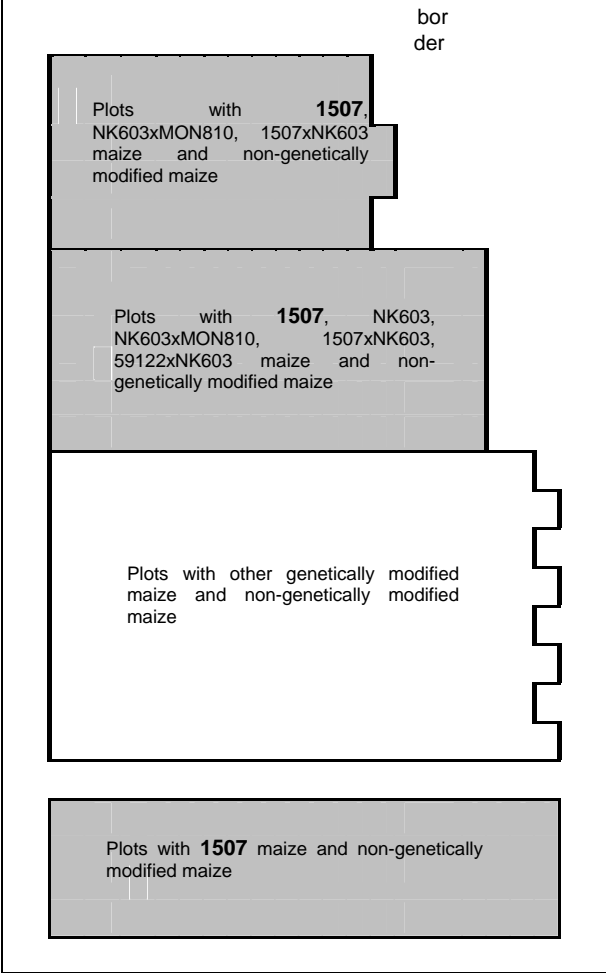 bor
der
Plots with 1507,
NK603xMON810, 1507xNK603
maize and non-genetically
modified maize
Plots with 1507, NK603,
NK603xMON810, 1507xNK603,
59122xNK603 maize and non-
genetically modified maize
Plots with other genetically modified
maize and non-genetically modified
maize
Plots with 1507 maize and non-genetically
modified maize